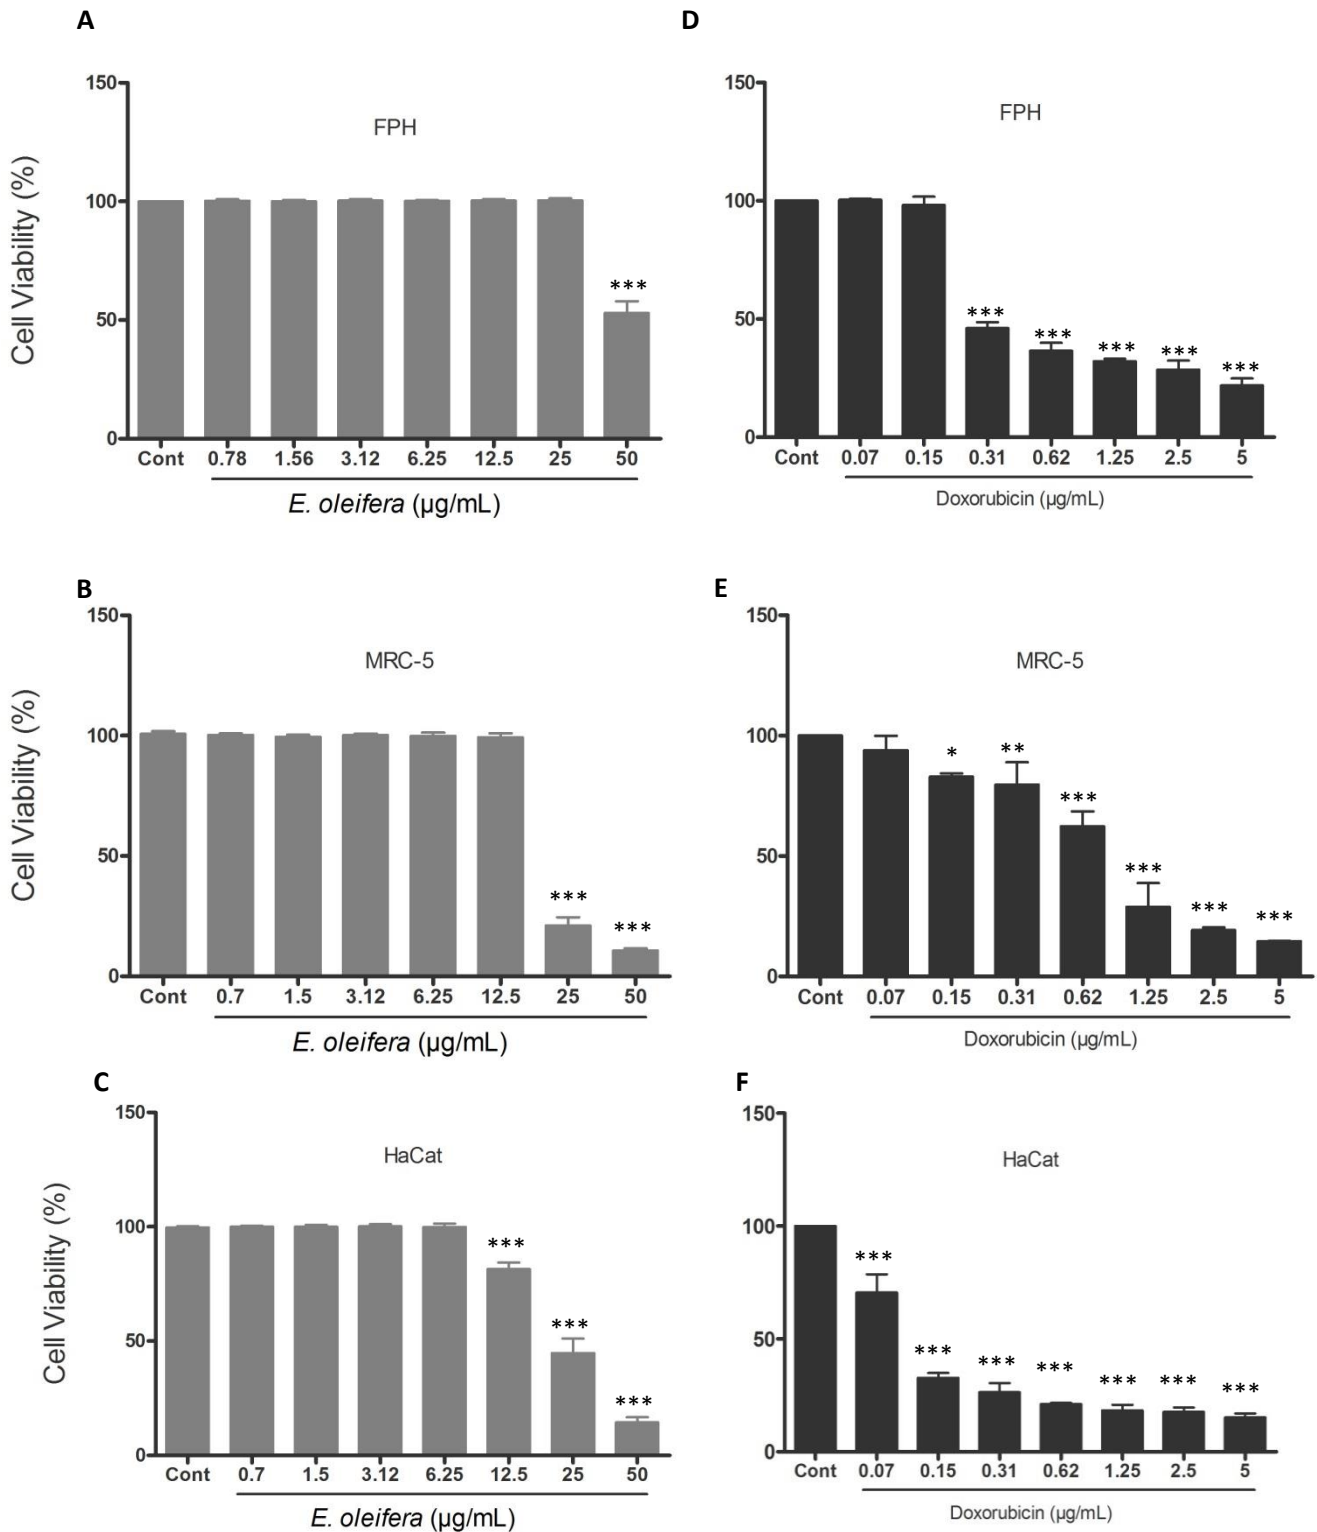 A
150
FPH
Cell Viability (%)
100
***
50
0
Cont 0.78 1.56 3.12 6.25 12.5 25 50
E. oleifera (µg/mL)
D
150
FPH
100
50
*** *** *** *** ***
0
Cont 0.07 0.15 0.31 0.62 1.25 2.5 5
Doxorubicin (µg/mL)
B
150
MRC-5
Cell Viability (%)
100
50
*** ***
0
Cont 0.7 1.5 3.12 6.25 12.5 25 50
E. oleifera (µg/mL)
E
150
MRC-5
100
* ** *** *** *** ***
50
0
Cont 0.07 0.15 0.31 0.62 1.25 2.5 5
Doxorubicin (µg/mL)
C
150
HaCat
Cell Viability (%)
100
*** *** ***
50
0
Cont 0.7 1.5 3.12 6.25 12.5 25 50
E. oleifera (µg/mL)
F
150
HaCat
100
*** *** *** *** *** *** ***
50
0
Cont 0.07 0.15 0.31 0.62 1.25 2.5 5
Doxorubicin (µg/mL)